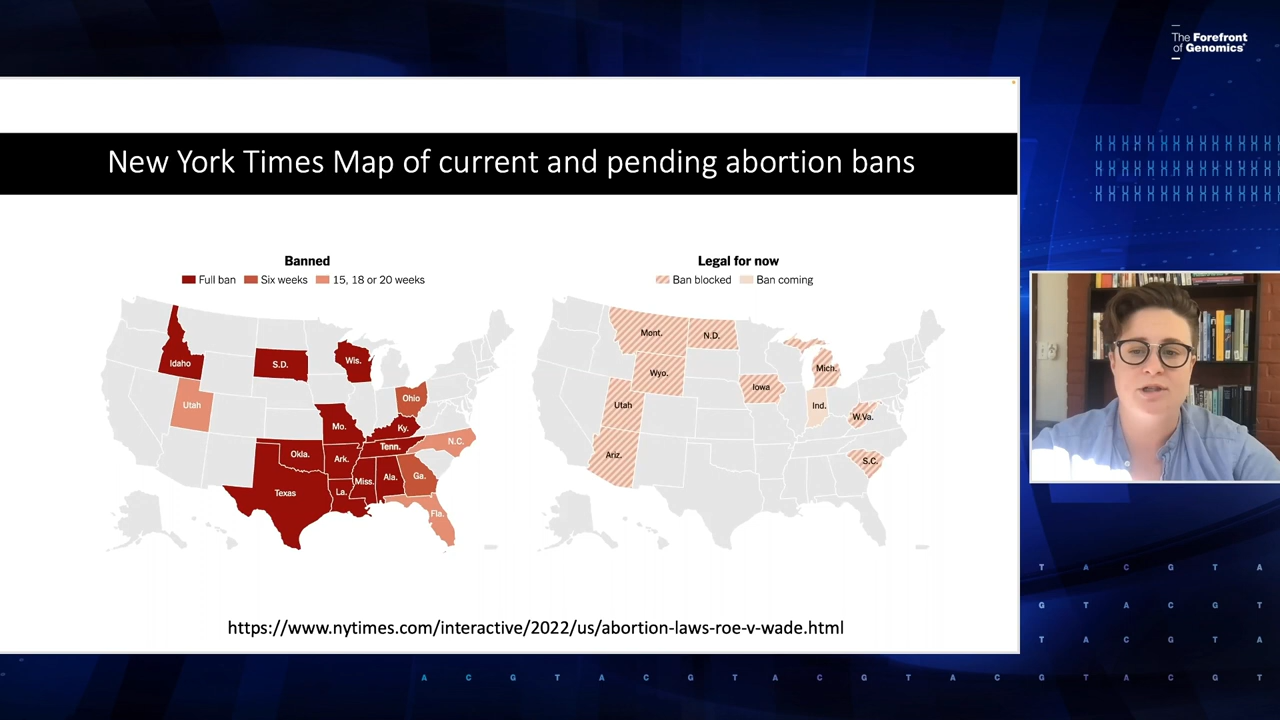 The Forefront
of Genomics
New York Times Map of current and pending abortion bans
Banned
Full ban Six weeks 15, 18 or 20 weeks
Idaho
S.D.
Wis.
Utah
Ohio
Mo.
Ky.
N.C.
Okla.
Ark.
Tenn.
Texas
La.
Miss.
Ala.
Ga.
Fla.
Legal for now
Ban blocked Ban coming
Mont.
N.D.
Wyo.
Mich.
Iowa
Utah
Ind.
W.Va.
Ariz.
S.C.
https://www.nytimes.com/interactive/2022/us/abortion-laws-roe-v-wade.html
T A C G T A
G T A C G T
T A C G T A
A C G T A C G T A C G T A C G T A C G T